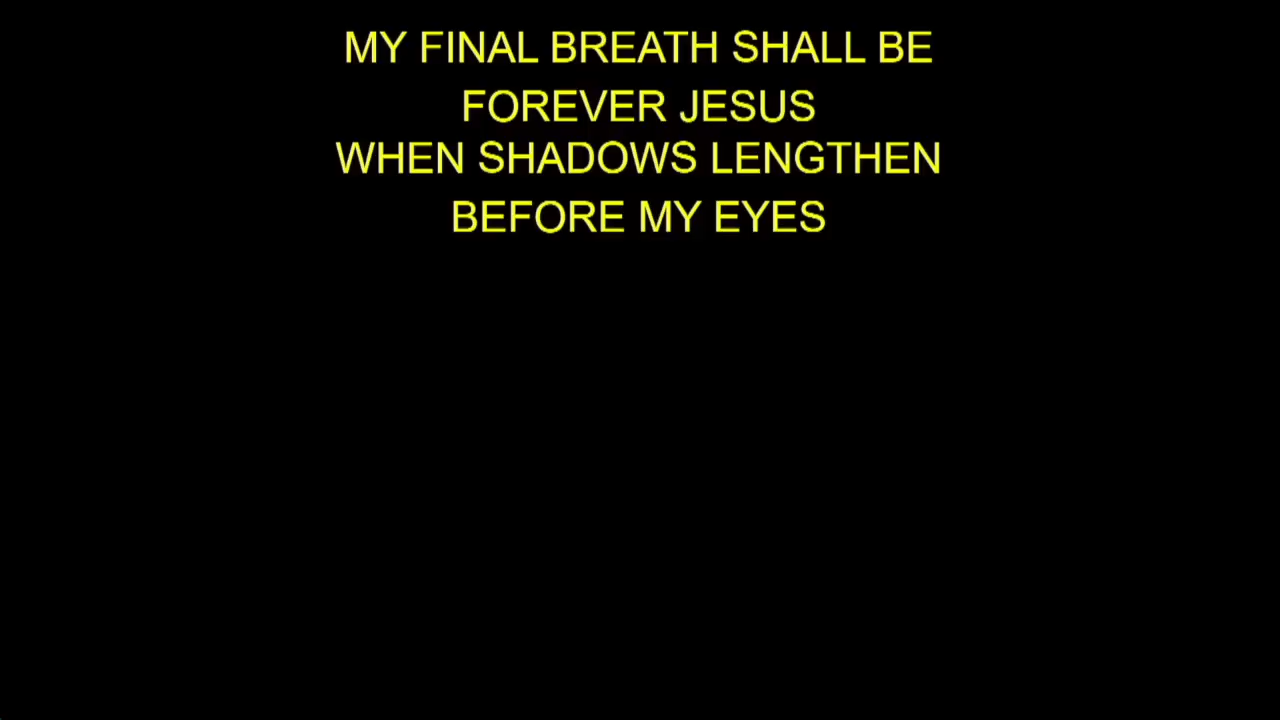 MY FINAL BREATH SHALL BE
FOREVER JESUS
WHEN SHADOWS LENGTHEN
BEFORE MY EYES